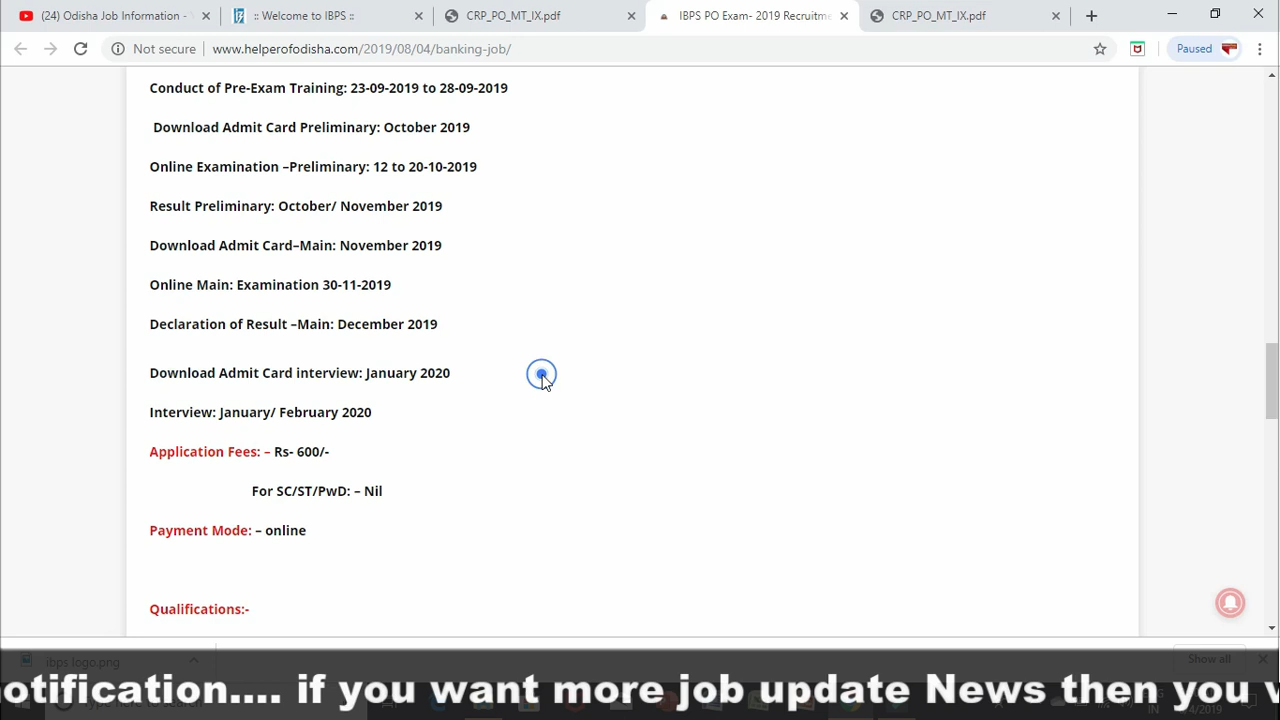 (24) Odisha Job Information -
:: Welcome to IBPS ::
CRP_PO_MT_IX.pdf
IBPS PO Exam- 2019 Recruitme
CRP_PO_MT_IX.pdf
Not secure
www.helperofodisha.com/2019/08/04/banking-job/
Paused
Conduct of Pre-Exam Training: 23-09-2019 to 28-09-2019
Download Admit Card Preliminary: October 2019
Online Examination –Preliminary: 12 to 20-10-2019
Result Preliminary: October/ November 2019
Download Admit Card–Main: November 2019
Online Main: Examination 30-11-2019
Declaration of Result –Main: December 2019
Download Admit Card interview: January 2020
Interview: January/ February 2020
Application Fees: – Rs- 600/-
For SC/ST/PwD: – Nil
Payment Mode: – online
Qualifications:-
ibps logo.png
Show all
otification.... if you want more job update News then you v